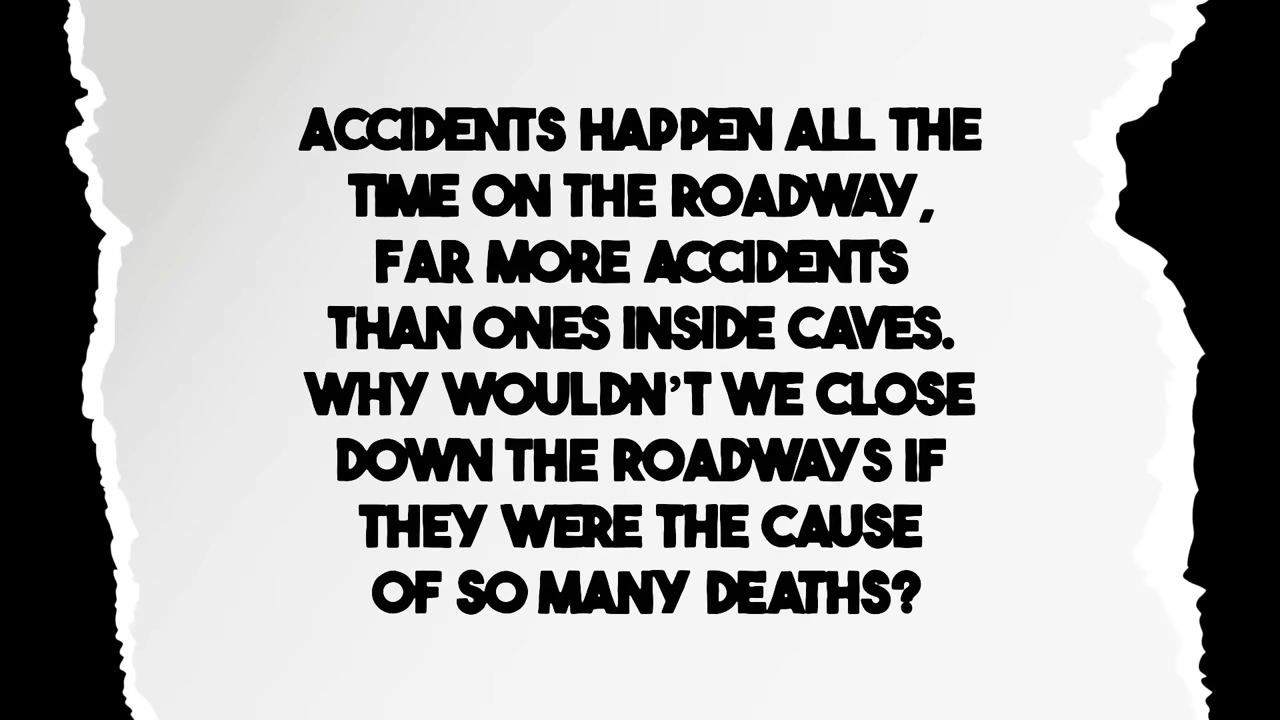 ACCIDENTS HAPPEN ALL THE
TIME ON THE ROADWAY,
FAR MORE ACCIDENTS
THAN ONES INSIDE CAVES.
WHY WOULDN'T WE CLOSE
DOWN THE ROADWAYS IF
THEY WERE THE CAUSE
OF SO MANY DEATHS?